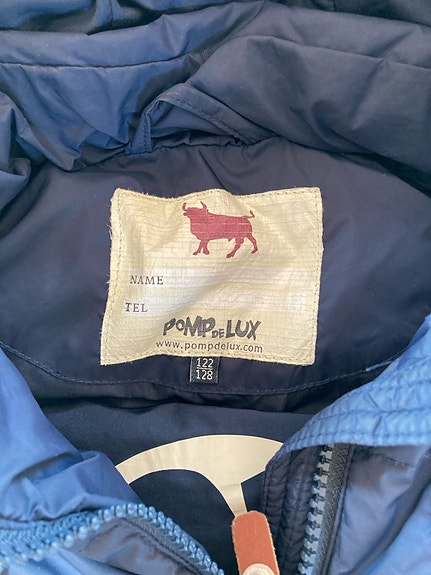 NAME
TEL
POMP DE LUX
www.pompdelux.com
122
128